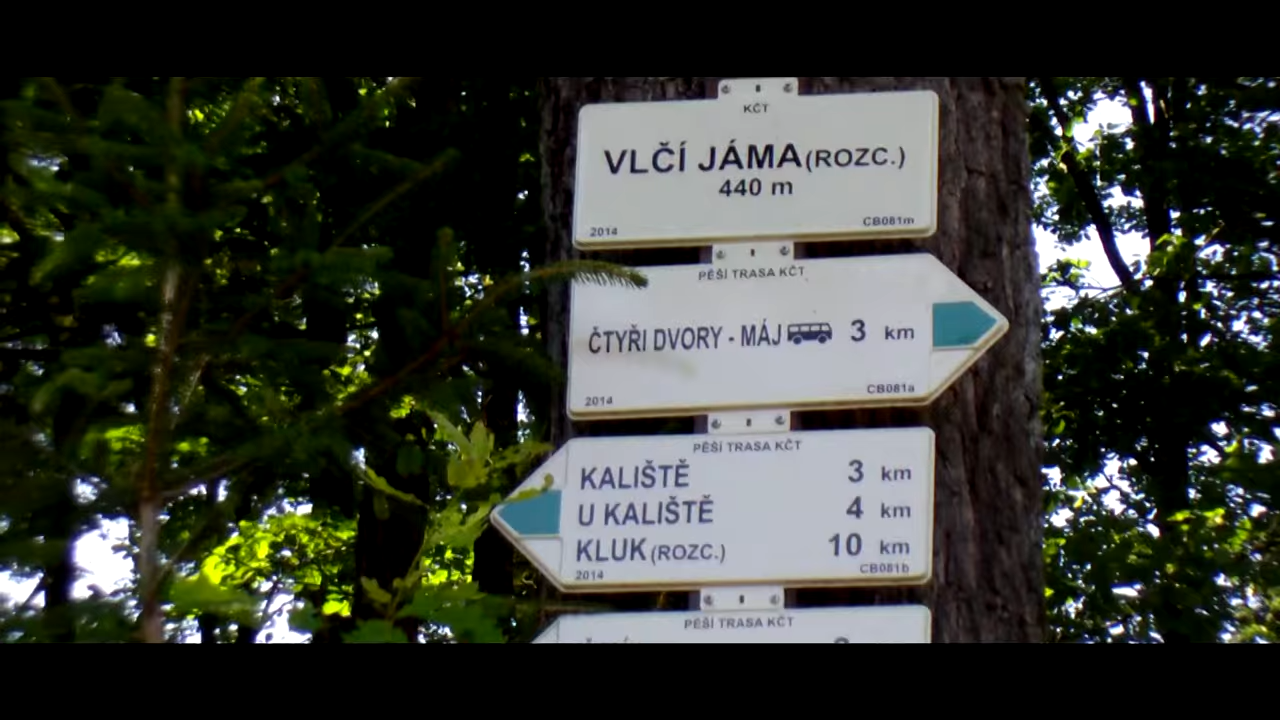 KČT
VLČÍ JÁMA (ROZC.)
440 m
2014 CB081m
PĚŠÍ TRASA KČT
ČTYŘI DVORY - MÁJ 3 km
2014 CB081a
PĚŠÍ TRASA KČT
KALIŠTĚ 3 km
U KALIŠTĚ 4 km
KLUK (ROZC.) 10 km
2014 CB081b
PĚŠÍ TRASA KČT